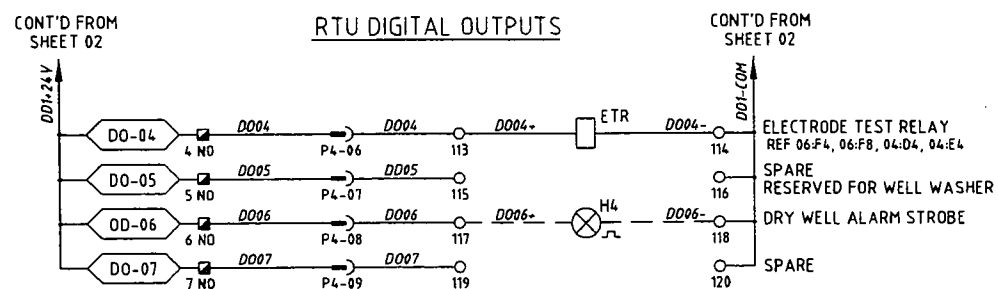 CONT'D FROM
SHEET 02
RTU DIGITAL OUTPUTS
CONT'D FROM
SHEET 02
DD1+24V
DD1-COM
DO-04
4 NO
DO04
P4-06
DO04
113
DO04+
ETR
DO04-
114
ELECTRODE TEST RELAY
REF 06:F4, 06:F8, 04:D4, 04:E4
DO-05
5 NO
DO05
P4-07
DO05
115
116
SPARE
RESERVED FOR WELL WASHER
OD-06
6 NO
DO06
P4-08
DO06
117
DO06+
H4
DO06-
118
DRY WELL ALARM STROBE
DO-07
7 NO
DO07
P4-09
DO07
119
120
SPARE